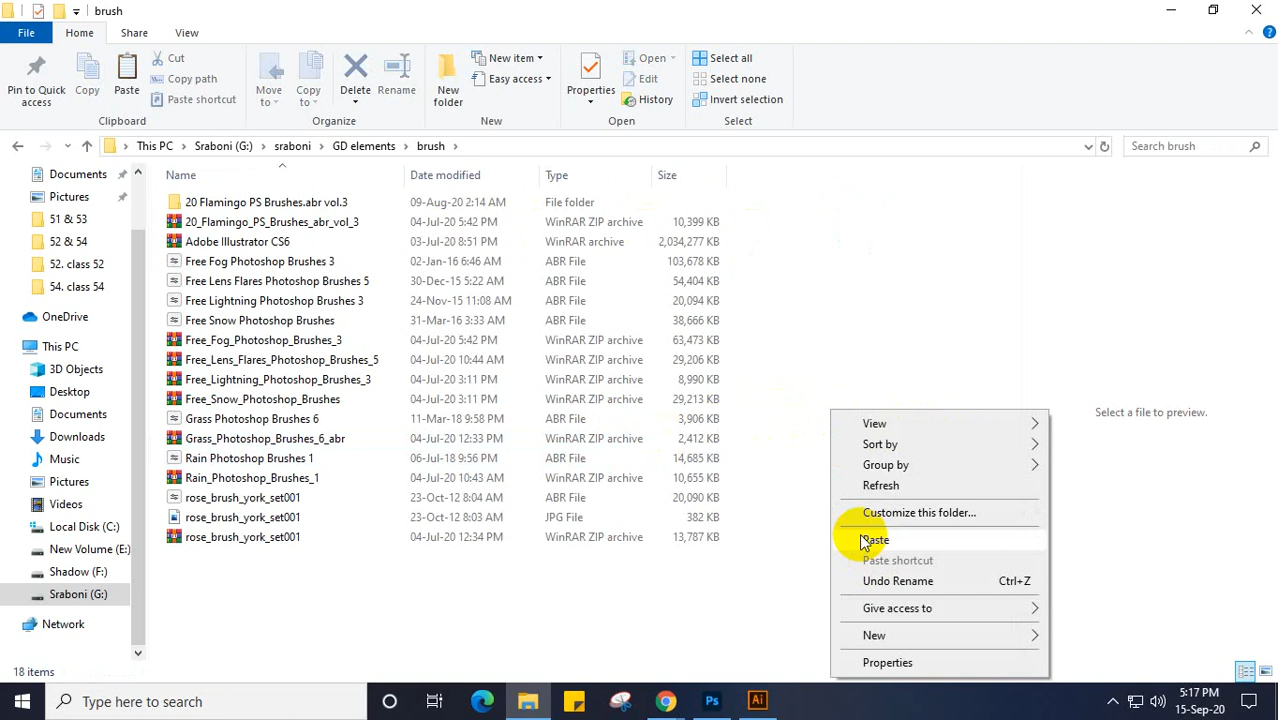 brush
File Home Share View
Pin to Quick access
Copy
Paste
Cut
Copy path
Paste shortcut
Clipboard
Move to
Copy to
Delete
Rename
Organize
New folder
New item
Easy access
New
Properties
Open
Edit
History
Open
Select all
Select none
Invert selection
Select
This PC > Sraboni (G:) > sraboni > GD elements > brush >
Search brush
Documents
Pictures
51 & 53
52 & 54
52. class 52
54. class 54
OneDrive
This PC
3D Objects
Desktop
Documents
Downloads
Music
Pictures
Videos
Local Disk (C:)
New Volume (E:)
Shadow (F:)
Sraboni (G:)
Network
Name Date modified Type Size
20 Flamingo PS Brushes.abr vol.3 09-Aug-20 2:14 AM File folder
20_Flamingo_PS_Brushes_abr_vol_3 04-Jul-20 5:42 PM WinRAR ZIP archive 10,399 KB
Adobe Illustrator CS6 03-Jul-20 8:51 PM WinRAR archive 2,034,277 KB
Free Fog Photoshop Brushes 3 02-Jan-16 6:46 AM ABR File 103,678 KB
Free Lens Flares Photoshop Brushes 5 30-Dec-15 5:22 AM ABR File 54,404 KB
Free Lightning Photoshop Brushes 3 24-Nov-15 11:08 AM ABR File 20,094 KB
Free Snow Photoshop Brushes 31-Mar-16 3:33 AM ABR File 38,666 KB
Free_Fog_Photoshop_Brushes_3 04-Jul-20 5:42 PM WinRAR ZIP archive 63,473 KB
Free_Lens_Flares_Photoshop_Brushes_5 04-Jul-20 10:44 AM WinRAR ZIP archive 29,206 KB
Free_Lightning_Photoshop_Brushes_3 04-Jul-20 3:11 PM WinRAR ZIP archive 8,990 KB
Free_Snow_Photoshop_Brushes 04-Jul-20 3:11 PM WinRAR ZIP archive 29,213 KB
Grass Photoshop Brushes 6 11-Mar-18 9:58 PM ABR File 3,906 KB
Grass_Photoshop_Brushes_6_abr 04-Jul-20 12:33 PM WinRAR ZIP archive 2,412 KB
Rain Photoshop Brushes 1 06-Jul-18 9:56 PM ABR File 14,685 KB
Rain_Photoshop_Brushes_1 04-Jul-20 10:43 AM WinRAR ZIP archive 10,655 KB
rose_brush_york_set001 23-Oct-12 8:04 AM ABR File 20,090 KB
rose_brush_york_set001 23-Oct-12 8:03 AM JPG File 382 KB
rose_brush_york_set001 04-Jul-20 12:34 PM WinRAR ZIP archive 13,787 KB
Select a file to preview.
View
Sort by
Group by
Refresh
Customize this folder...
Paste
Paste shortcut
Undo Rename Ctrl+Z
Give access to
New
Properties
18 items
Type here to search
Ps
Ai
5:17 PM
15-Sep-20